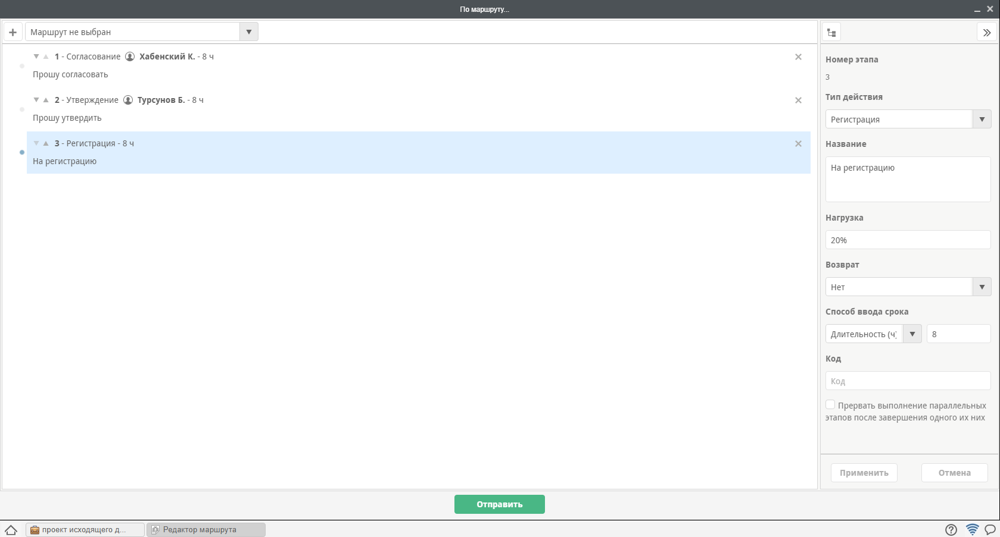 По маршруту...
Маршрут не выбран
1 - Согласование Хабенский К. - 8 ч
Прошу согласовать
2 - Утверждение Турсунов Б. - 8 ч
Прошу утвердить
3 - Регистрация - 8 ч
На регистрацию
Номер этапа
3
Тип действия
Регистрация
Название
На регистрацию
Нагрузка
20%
Возврат
Нет
Способ ввода срока
Длительность (ч) 8
Код
Код
Прервать выполнение параллельных
этапов после завершения одного их них
Применить Отмена
Отправить
проект исходящего д... Редактор маршрута